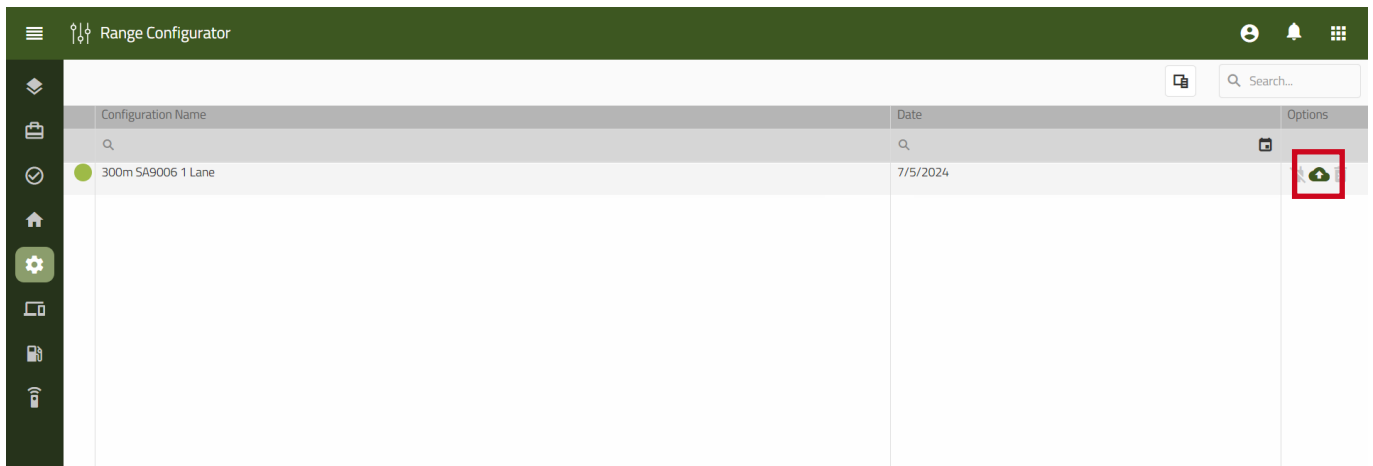 Range Configurator
Search...
Configuration Name Date Options
300m SA9006 1 Lane 7/5/2024